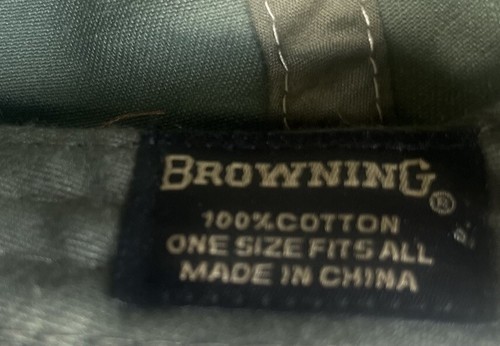 BROWNING®
100% COTTON
ONE SIZE FITS ALL
MADE IN CHINA